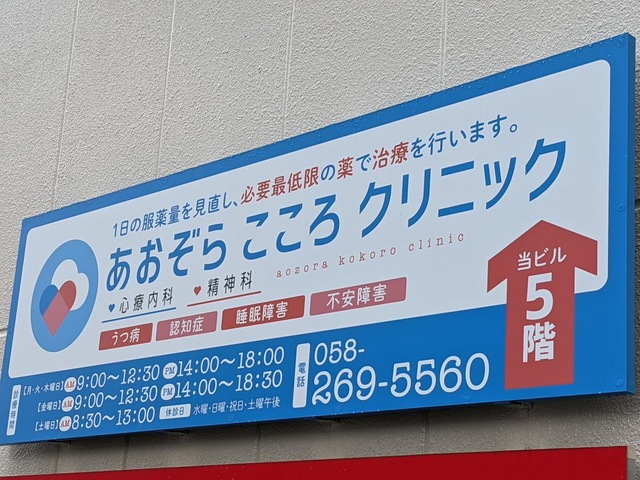 1日の服薬量を見直し、必要最低限の薬で治療を行います。
あおぞら こころ クリニック
aozora kokoro clinic
心療内科 精神科
うつ病 認知症 睡眠障害 不安障害
当ビル
5
階
診療時間
【月・火・木曜日】 AM 9:00〜12:30 PM 14:00〜18:00
【金曜日】 AM 9:00〜12:30 PM 14:00〜18:30
【土曜日】 AM 8:30〜13:00 休診日 水曜・日曜・祝日・土曜午後
電話 058-
269-5560